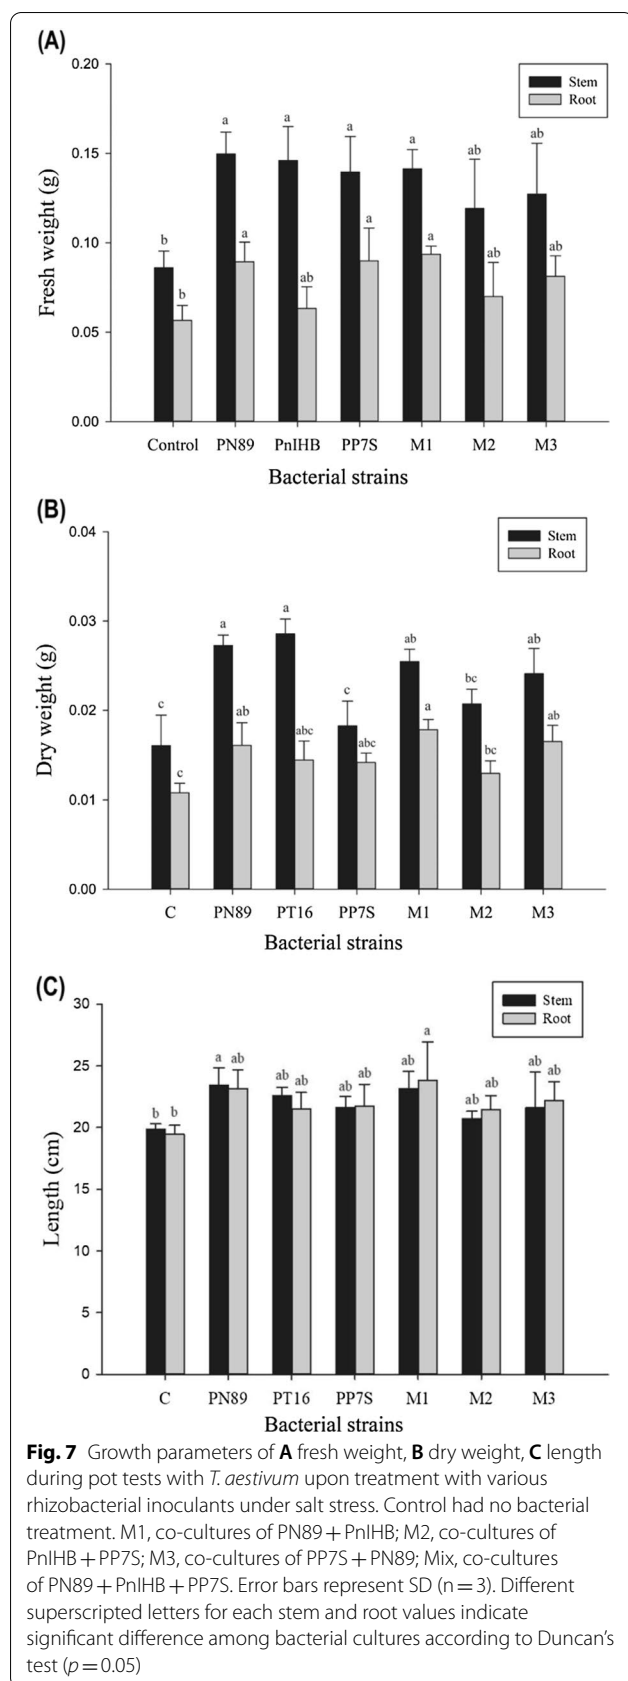 (A)
0.20
Stem
Root
a
a
a
a
ab
ab
0.15
b
a
ab
a
a
ab
ab
b
0.10
0.05
0.00
Fresh weight (g)
Control PN89 PnIHB PP7S M1 M2 M3
Bacterial strains
(B)
0.04
Stem
Root
0.03
a
a
ab
ab
c
c
bc
0.02
ab
abc
abc
a
bc
ab
c
0.01
0.00
Dry weight (g)
C PN89 PT16 PP7S M1 M2 M3
Bacterial strains
(C)
30
Stem
Root
25
a ab
ab ab
ab ab
ab a
ab ab
ab ab
b b
20
15
10
5
0
Length (cm)
C PN89 PT16 PP7S M1 M2 M3
Bacterial strains
Fig. 7 Growth parameters of A fresh weight, B dry weight, C length
during pot tests with T. aestivum upon treatment with various
rhizobacterial inoculants under salt stress. Control had no bacterial
treatment. M1, co-cultures of PN89 + PnIHB; M2, co-cultures of
PnIHB + PP7S; M3, co-cultures of PP7S + PN89; Mix, co-cultures
of PN89 + PnIHB + PP7S. Error bars represent SD (n = 3). Different
superscripted letters for each stem and root values indicate
significant difference among bacterial cultures according to Duncan's
test (p = 0.05)